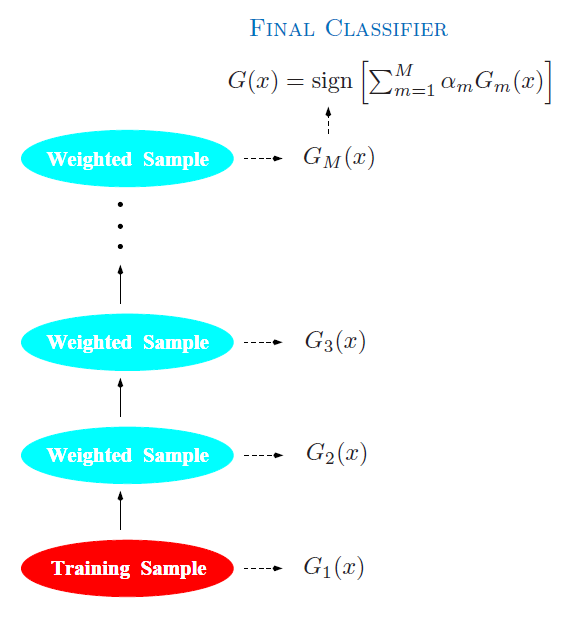 FINAL CLASSIFIER
G(x) = sign [∑_{m=1}^{M} α_m G_m(x)]
Weighted Sample G_M(x)
Weighted Sample G_3(x)
Weighted Sample G_2(x)
Training Sample G_1(x)